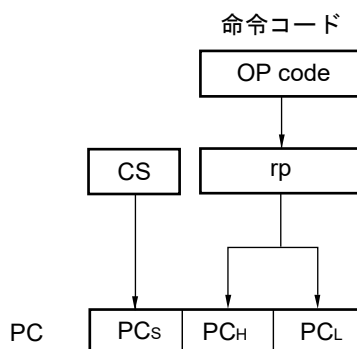 命令コード
OP code
CS rp
PC PCS PCH PCL